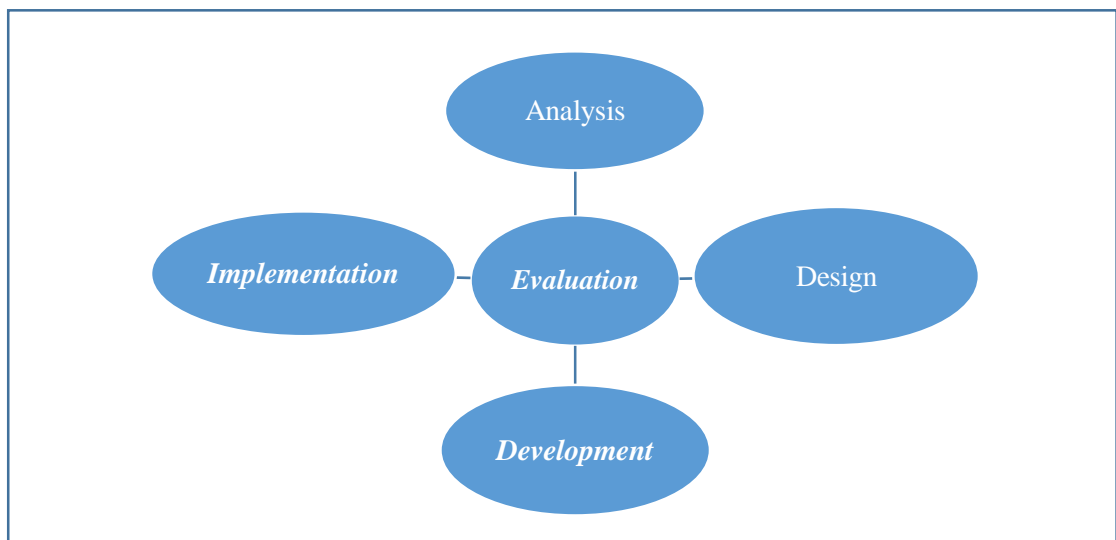 Analysis
Implementation
Evaluation
Design
Development